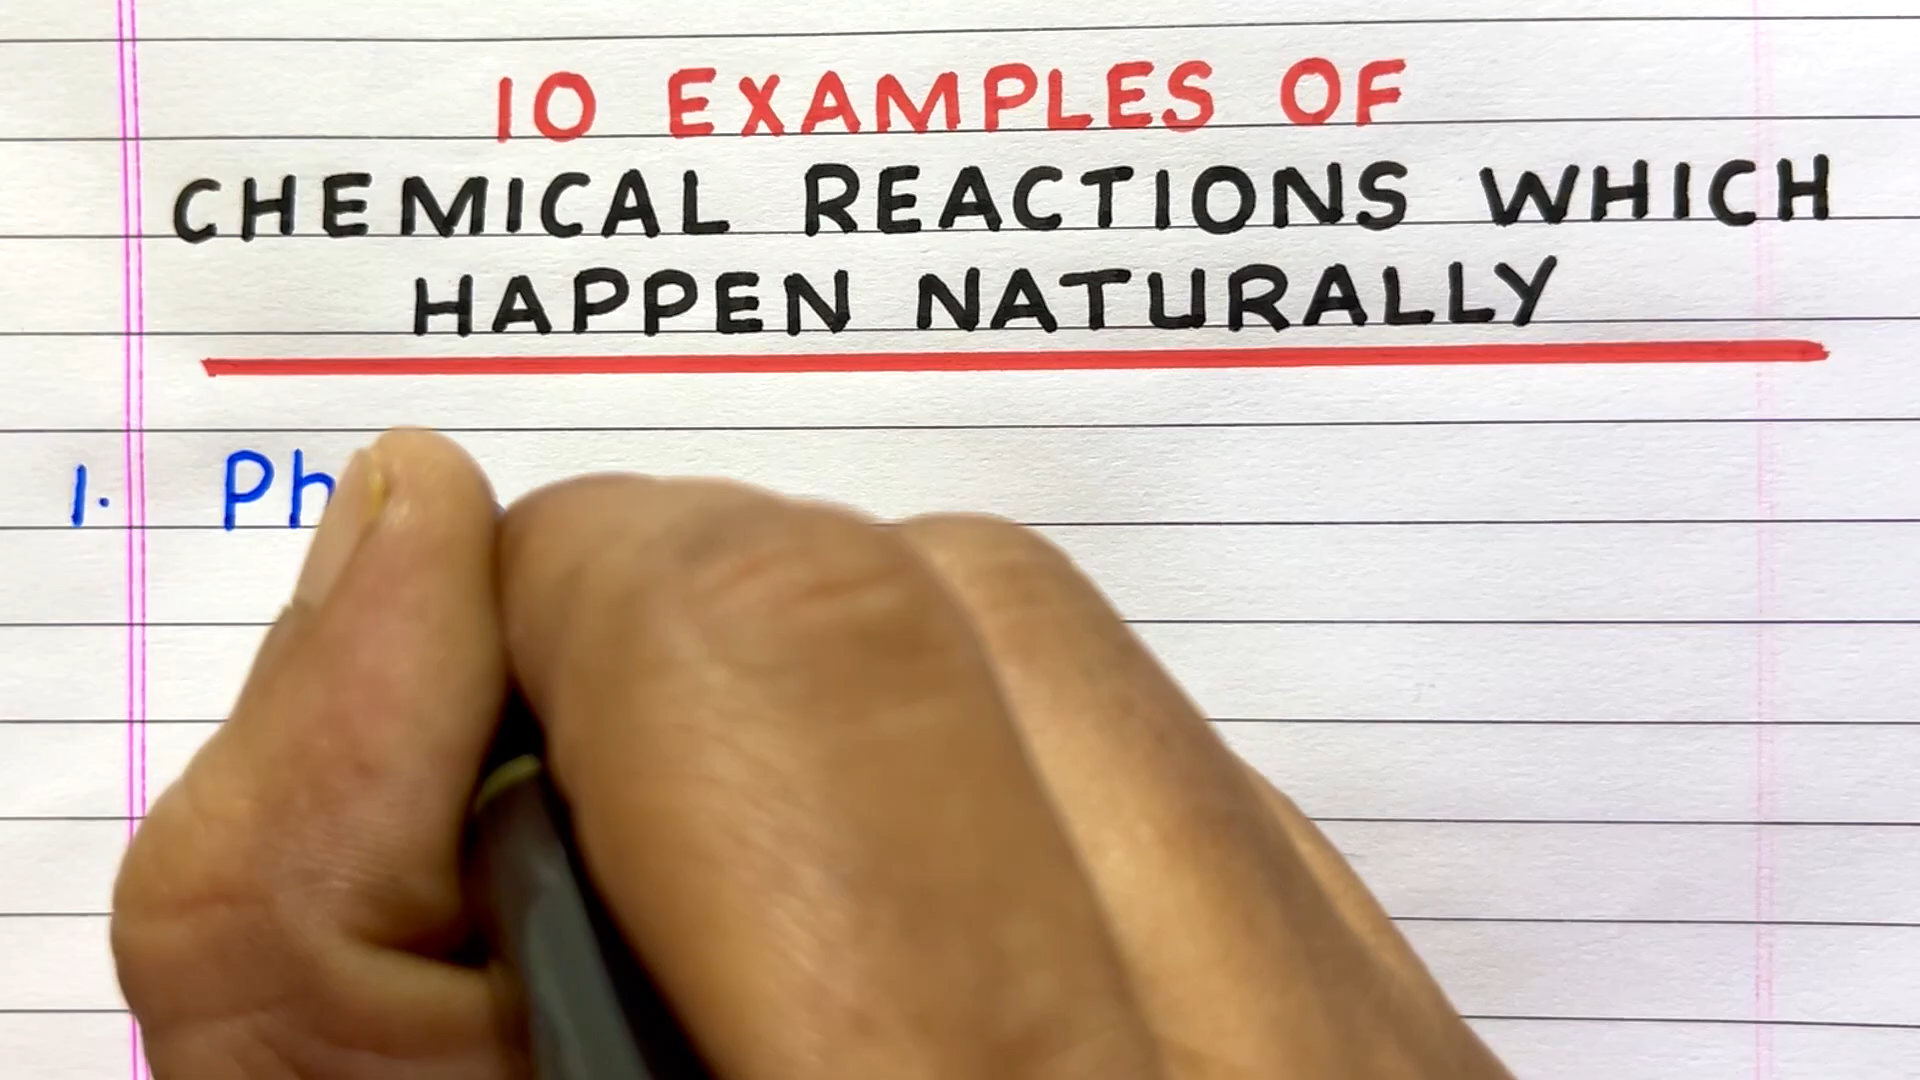 10 EXAMPLES OF
CHEMICAL REACTIONS WHICH
HAPPEN NATURALLY
1. Ph